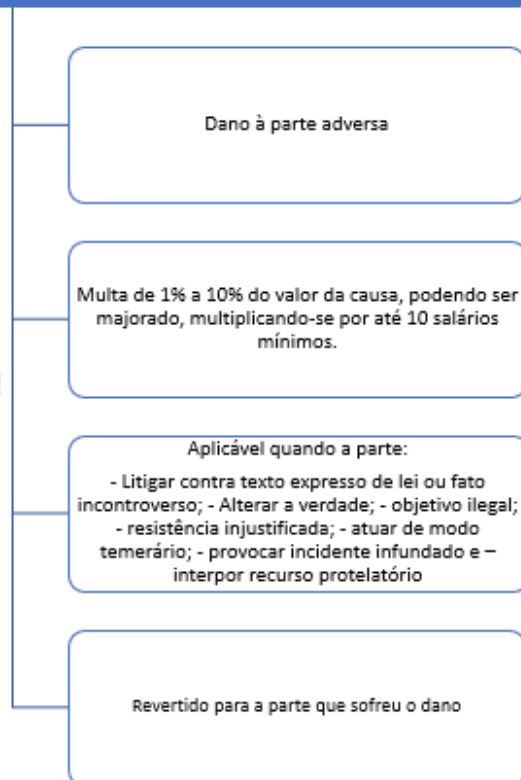 Dano à parte adversa
Multa de 1% a 10% do valor da causa, podendo ser
majorado, multiplicando-se por até 10 salários
mínimos.
Aplicável quando a parte:
- Litigar contra texto expresso de lei ou fato
incontroverso; - Alterar a verdade; - objetivo ilegal;
- resistência injustificada; - atuar de modo
temerário; - provocar incidente infundado e –
interpor recurso protelatório
Revertido para a parte que sofreu o dano